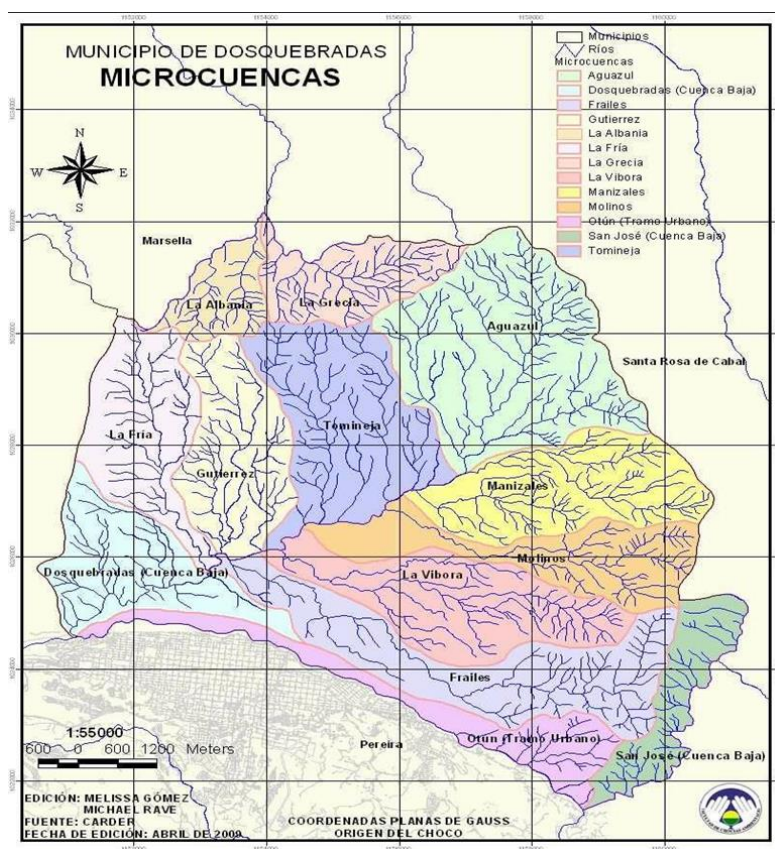 MUNICIPIO DE DOSQUEBRADAS
MICROCUENCAS
Municipios
Ríos
Microcuencas
Aguazul
Dosquebradas (Cuenca Baja)
Frailes
Gutierrez
La Albania
La Fría
La Grecia
La Vibora
Manizales
Molinos
Otún (Tramo Urbano)
San José (Cuenca Baja)
Tomineja
N
W E
S
Marsella
La Albania
La Grecia
Aguazul
Santa Rosa de Cabal
La Fría
Tomineja
Gutierrez
Manizales
Molinos
Dosquebradas (Cuenca Baja)
La Vibora
Frailes
Otún (Tramo Urbano)
Pereira
San José (Cuenca Baja)
1:55000
600 0 600 1200 Meters
EDICIÓN: MELISSA GÓMEZ
MICHAEL RAVE
FUENTE: CARDER
FECHA DE EDICIÓN: ABRIL DE 2009
COORDENADAS PLANAS DE GAUSS
ORIGEN DEL CHOCO